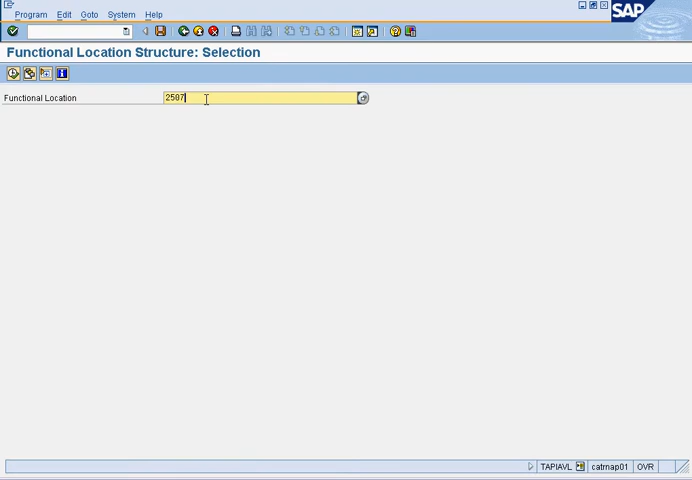 Program Edit Goto System Help
SAP
Functional Location Structure: Selection
Functional Location 2507
TAPIAVL catmap01 OVR